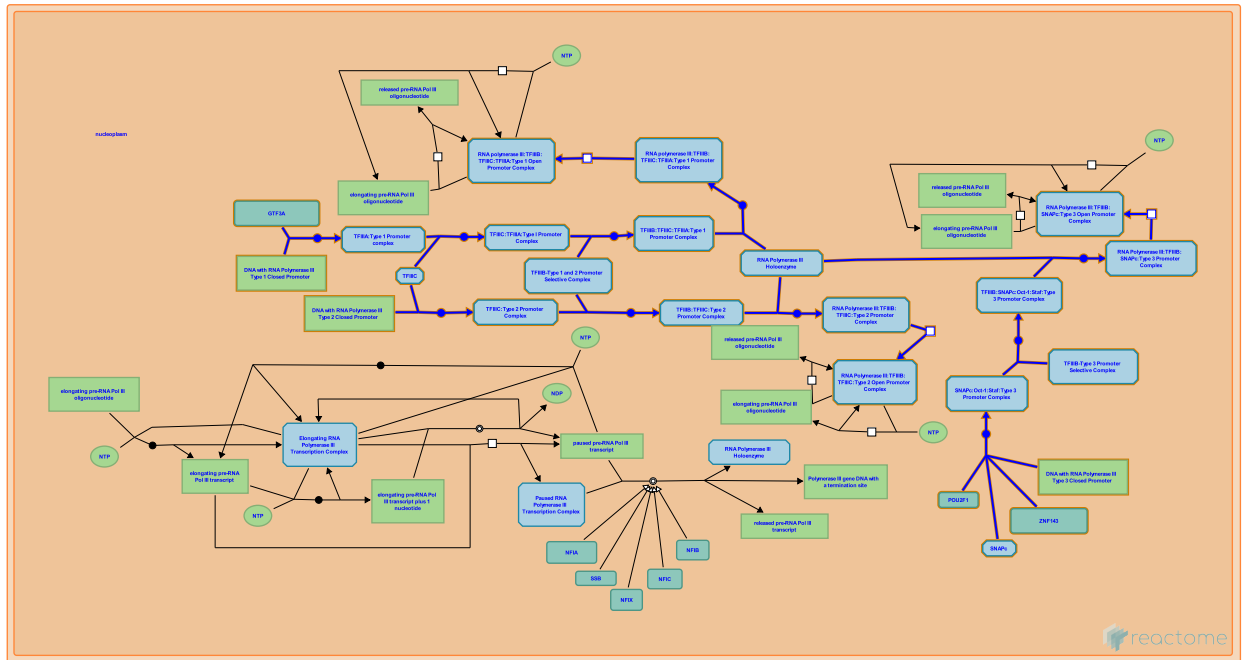 NTP
released pre-RNA Pol III
oligonucleotide
nucleoplasm
NTP
RNA polymerase III:TFIIIB:
TFIIIC:TFIIIA:Type 1 Open
Promoter Complex
RNA polymerase III:TFIIIB:
TFIIIC:TFIIIA:Type 1 Promoter
Complex
elongating pre-RNA Pol III
oligonucleotide
released pre-RNA Pol III
oligonucleotide
RNA Polymerase III:TFIIIB:
SNAPc:Type 3 Open Promoter
Complex
elongating pre-RNA Pol III
oligonucleotide
GTF3A
TFIIIA:Type 1 Promoter
complex
TFIIIC:TFIIIA:Type I Promoter
Complex
TFIIIB:TFIIIC:TFIIIA:Type 1
Promoter Complex
RNA Polymerase III
Holoenzyme
RNA Polymerase III:TFIIIB:
SNAPc:Type 3 Promoter
Complex
DNA with RNA Polymerase III
Type 1 Closed Promoter
TFIIIC
TFIIIB-Type 1 and 2 Promoter
Selective Complex
TFIIIB:SNAPc:Oct-1:Staf:Type
3 Promoter Complex
DNA with RNA Polymerase III
Type 2 Closed Promoter
TFIIIC:Type 2 Promoter
Complex
TFIIIB:TFIIIC:Type 2
Promoter Complex
RNA Polymerase III:TFIIIB:
TFIIIC:Type 2 Promoter
Complex
released pre-RNA Pol III
oligonucleotide
NTP
RNA Polymerase III:TFIIIB:
TFIIIC:Type 2 Open Promoter
Complex
TFIIIB-Type 3 Promoter
Selective Complex
elongating pre-RNA Pol III
oligonucleotide
NDP
SNAPc:Oct-1:Staf:Type 3
Promoter Complex
elongating pre-RNA Pol III
oligonucleotide
NTP
Elongating RNA
Polymerase III
Transcription Complex
paused pre-RNA Pol III
transcript
NTP
RNA Polymerase III
Holoenzyme
elongating pre-RNA
Pol III transcript
Polymerase III gene DNA with
a termination site
DNA with RNA Polymerase III
Type 3 Closed Promoter
elongating pre-RNA Pol
III transcript plus 1
nucleotide
Paused RNA
Polymerase III
Transcription Complex
POU2F1
NTP
released pre-RNA Pol III
transcript
ZNF143
NFIA
NFIB
SNAPc
SSB
NFIC
NFIX
reactome